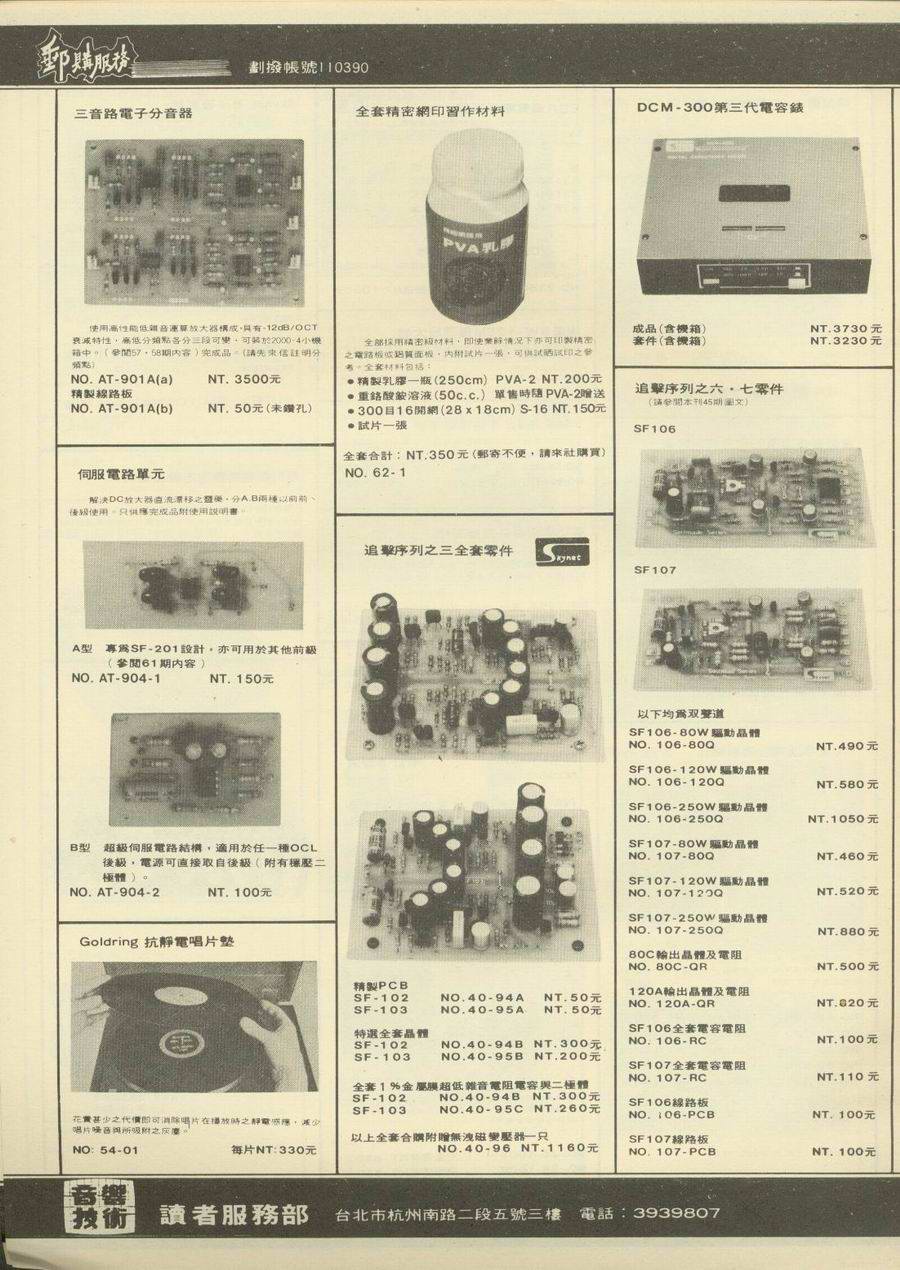 郵購服務
劃撥帳號110390
三音路電子分音器
使用高性能低雜音運算放大器構成,具有-12dB/OCT
衰減特性,高低分頻點各分三段可變,可裝於2000-4小機
箱中。(參閱57,58期內容)完成品。(請先來信註明分
頻點)
NO. AT-901A(a) NT. 3500元
精製線路板
NO. AT-901A(b) NT. 50元(未鑽孔)
伺服電路單元
解決DC放大器直流漂移之靈藥,分A.B兩種以前前、
後級使用。只供應完成品附使用說明書。
A型 專爲SF-201設計,亦可用於其他前級
(參閱61期內容)
NO. AT-904-1 NT. 150元
B型 超級伺服電路結構,適用於任一種OCL
後級,電源可直接取自後級(附有穩壓二
極體)。
NO. AT-904-2 NT. 100元
Goldring 抗靜電唱片墊
花費甚少之代價即可消除唱片在播放時之靜電感應,減少
唱片噪音與所吸附之灰塵。
NO: 54-01 每片NT:330元
全套精密網印習作材料
PVA乳膠
全部採用精密級材料,即使業餘情況下亦可印製精密
之電路板或鋁質面板,內附試片一張,可供試晒試印之參
考。全套材料包括:
●精製乳膠一瓶(250cm) PVA-2 NT.200元
●重鉻酸銨溶液(50c.c.) 單售時隨PVA-2贈送
●300目16開網(28 x 18cm) S-16 NT.150元
●試片一張
全套合計:NT.350元(郵寄不便,請來社購買)
NO. 62-1
追擊序列之三全套零件
Skynet
精製PCB
SF-102 NO.40-94A NT.50元
SF-103 NO.40-95A NT.50元
特選全套晶體
SF-102 NO.40-94B NT.300元
SF-103 NO.40-95B NT.200元
全套1%金屬膜超低雜音電阻電容與二極體
SF-102 NO.40-94B NT.300元
SF-103 NO.40-95C NT.260元
以上全套合購附贈無洩磁變壓器一只
NO.40-96 NT.1160元
DCM-300第三代電容錶
成品(含機箱) NT.3730元
套件(含機箱) NT.3230元
追擊序列之六・七零件
(請參閱本刊45期圖文)
SF106
SF107
以下均爲双聲道
SF106-80W驅動晶體
NO. 106-80Q NT.490元
SF106-120W驅動晶體
NO. 106-120Q NT.580元
SF106-250W驅動晶體
NO. 106-250Q NT.1050元
SF107-80W驅動晶體
NO. 107-80Q NT.460元
SF107-120W驅動晶體
NO. 107-120Q NT.520元
SF107-250W驅動晶體
NO. 107-250Q NT.880元
80C輸出晶體及電阻
NO. 80C-QR NT.500元
120A輸出晶體及電阻
NO. 120A-QR NT.820元
SF106全套電容電阻
NO. 106-RC NT.100元
SF107全套電容電阻
NO. 107-RC NT.110元
SF106線路板
NO. 106-PCB NT. 100元
SF107線路板
NO. 107-PCB NT. 100元
音響
技術
讀者服務部 台北市杭州南路二段五號三樓 電話:3939807